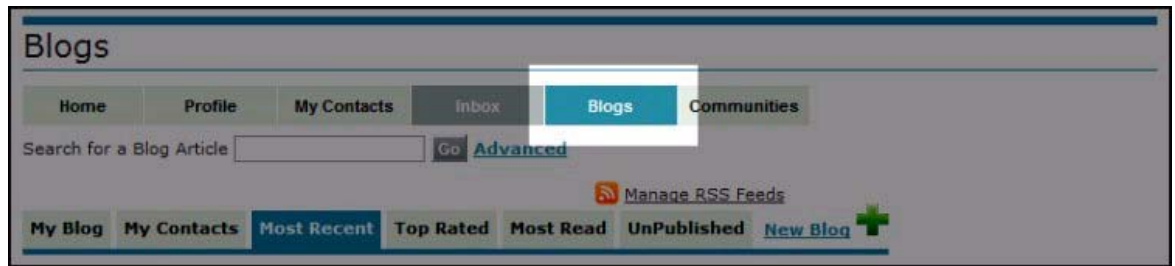 Blogs
Home Profile My Contacts Inbox Blogs Communities
Search for a Blog Article Go Advanced
Manage RSS Feeds
My Blog My Contacts Most Recent Top Rated Most Read UnPublished New Blog